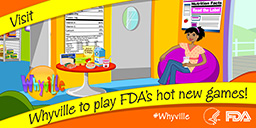 Visit
Nutrition Facts
Read the Label
Whyville
Whyville to play FDA's hot new games!
#Whyville
FDA